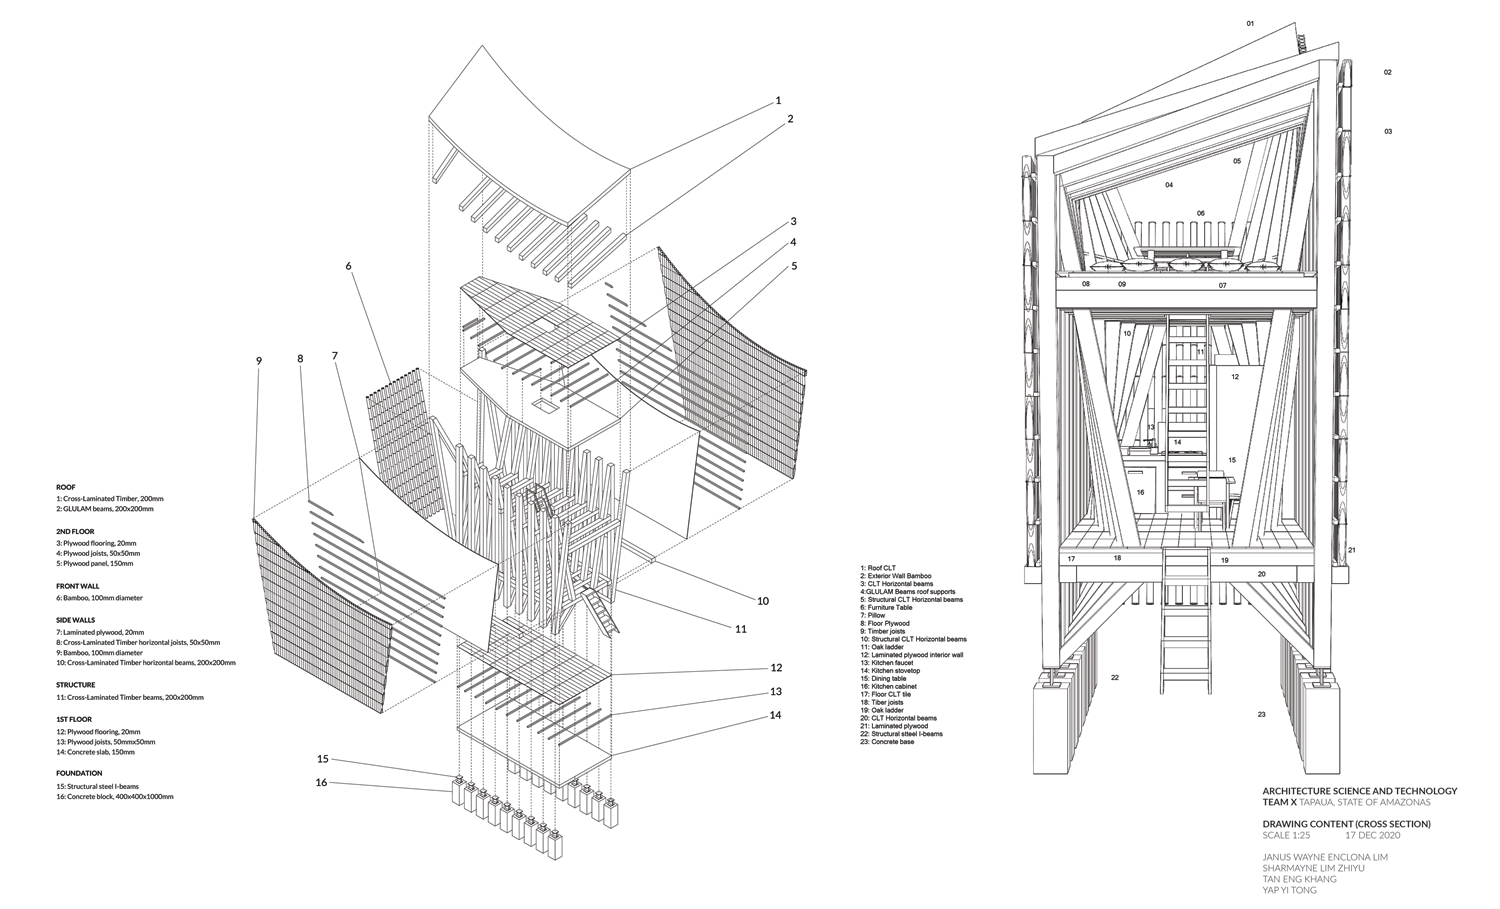 1
2
3
4
5
6
7
8
9
10
11
12
13
14
15
16
ROOF
1: Cross-Laminated Timber, 200mm
2: GLULAM beams, 200x200mm
2ND FLOOR
3: Plywood flooring, 20mm
4: Plywood joists, 50x50mm
5: Plywood panel, 150mm
FRONT WALL
6: Bamboo, 100mm diameter
SIDE WALLS
7: Laminated plywood, 20mm
8: Cross-Laminated Timber horizontal joists, 50x50mm
9: Bamboo, 100mm diameter
10: Cross-Laminated Timber horizontal beams, 200x200mm
STRUCTURE
11: Cross-Laminated Timber beams, 200x200mm
1ST FLOOR
12: Plywood flooring, 20mm
13: Plywood joists, 50mmx50mm
14: Concrete slab, 150mm
FOUNDATION
15: Structural steel I-beams
16: Concrete block, 400x400x1000mm
1: Roof CLT
2: Exterior Wall Bamboo
3: CLT Horizontal beams
4:GLULAM Beams roof supports
5: Structural CLT Horizontal beams
6: Furniture Table
7: Pillow
8: Floor Plywood
9: Timber joists
10: Structural CLT Horizontal beams
11: Oak ladder
12: Laminated plywood interior wall
13: Kitchen faucet
14: Kitchen stovetop
15: Dining table
16: Kitchen cabinet
17: Floor CLT tile
18: Tiber joists
19: Oak ladder
20: CLT Horizontal beams
21: Laminated plywood
22: Structural stteel I-beams
23: Concrete base
01
02
03
04
05
06
07
08
09
10
11
12
13
14
15
16
17
18
19
20
21
22
23
ARCHITECTURE SCIENCE AND TECHNOLOGY
TEAM X TAPAUA, STATE OF AMAZONAS
DRAWING CONTENT (CROSS SECTION)
SCALE 1:25 17 DEC 2020
JANUS WAYNE ENCLONA LIM
SHARMAYNE LIM ZHIYU
TAN ENG KHANG
YAP YI TONG